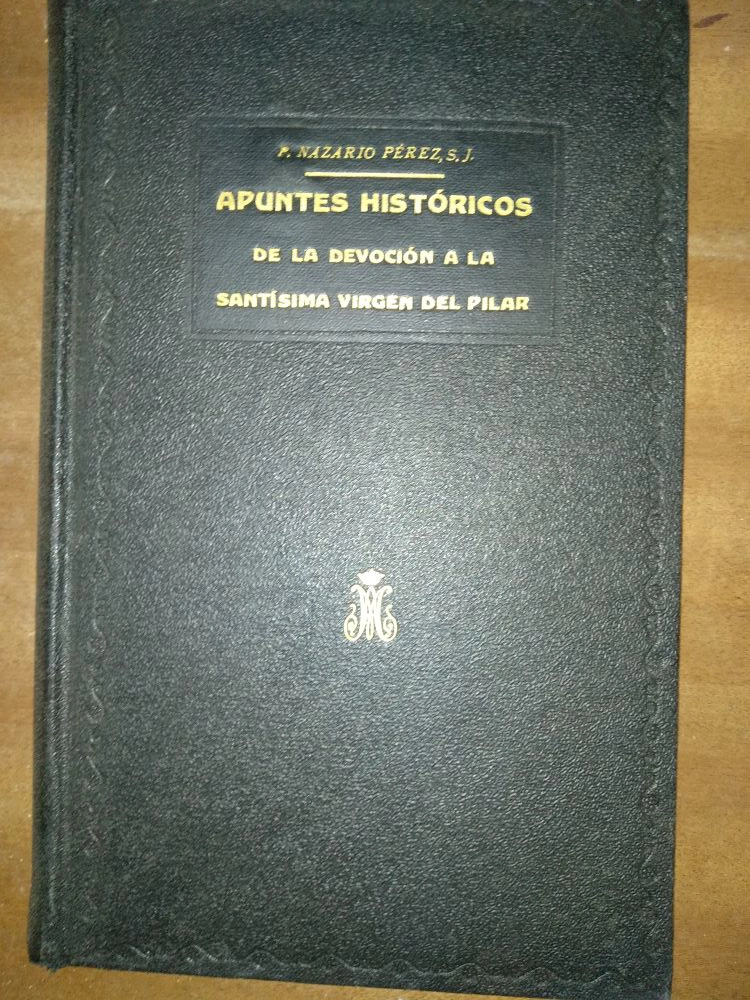 P. NAZARIO PÉREZ, S. J.
APUNTES HISTÓRICOS
DE LA DEVOCIÓN A LA
SANTÍSIMA VIRGEN DEL PILAR